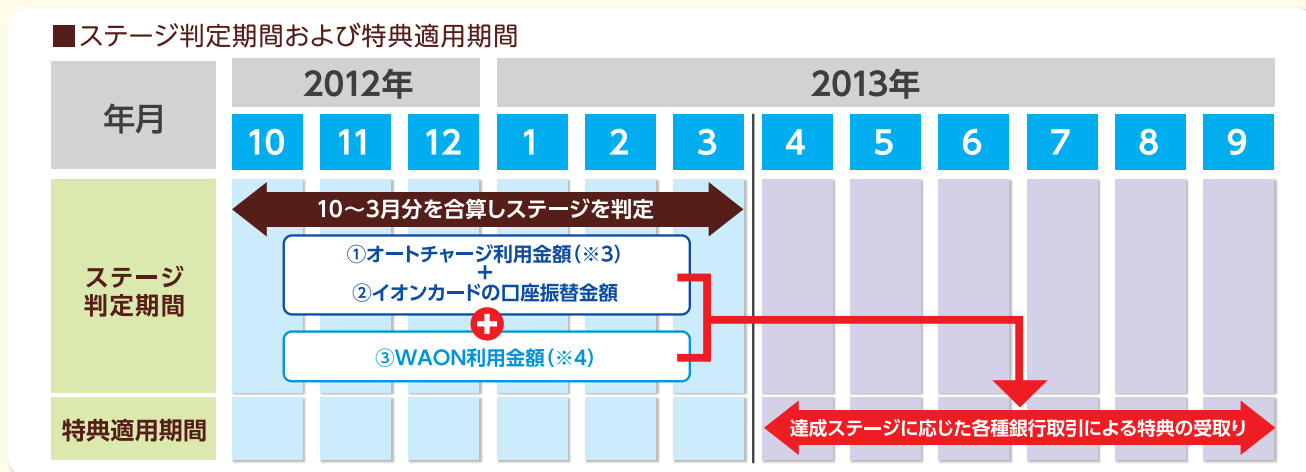 ■ステージ判定期間および特典適用期間
年月
2012年
2013年
10 11 12 1 2 3 4 5 6 7 8 9
ステージ
判定期間
10～3月分を合算しステージを判定
①オートチャージ利用金額(※3)
+
②イオンカードの口座振替金額
+
③WAON利用金額(※4)
特典適用期間
達成ステージに応じた各種銀行取引による特典の受取り